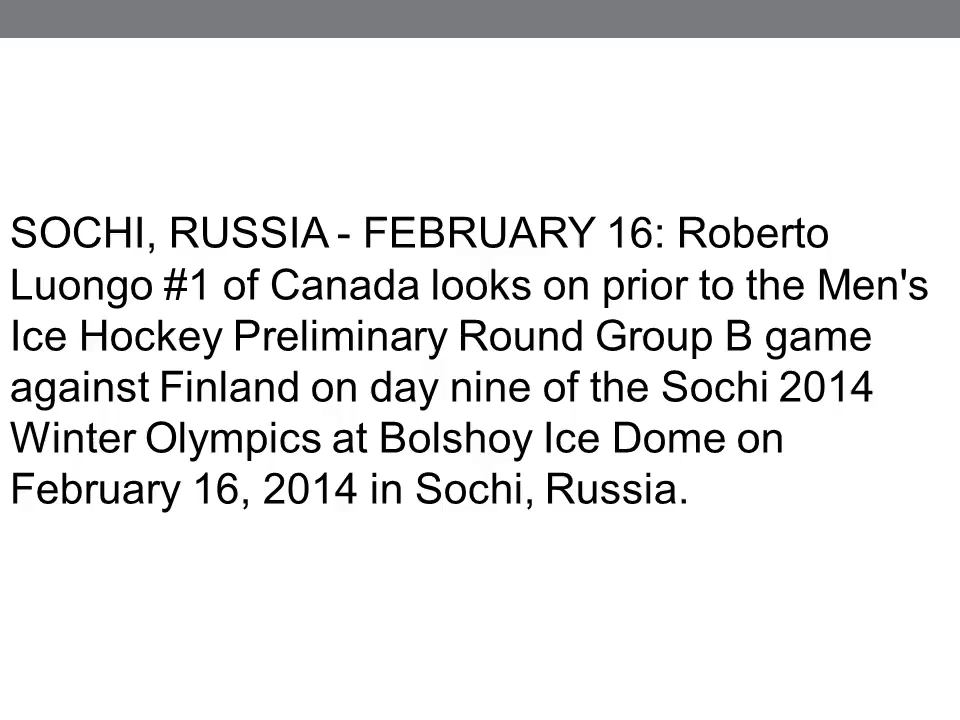 SOCHI, RUSSIA - FEBRUARY 16: Roberto
Luongo #1 of Canada looks on prior to the Men's
Ice Hockey Preliminary Round Group B game
against Finland on day nine of the Sochi 2014
Winter Olympics at Bolshoy Ice Dome on
February 16, 2014 in Sochi, Russia.